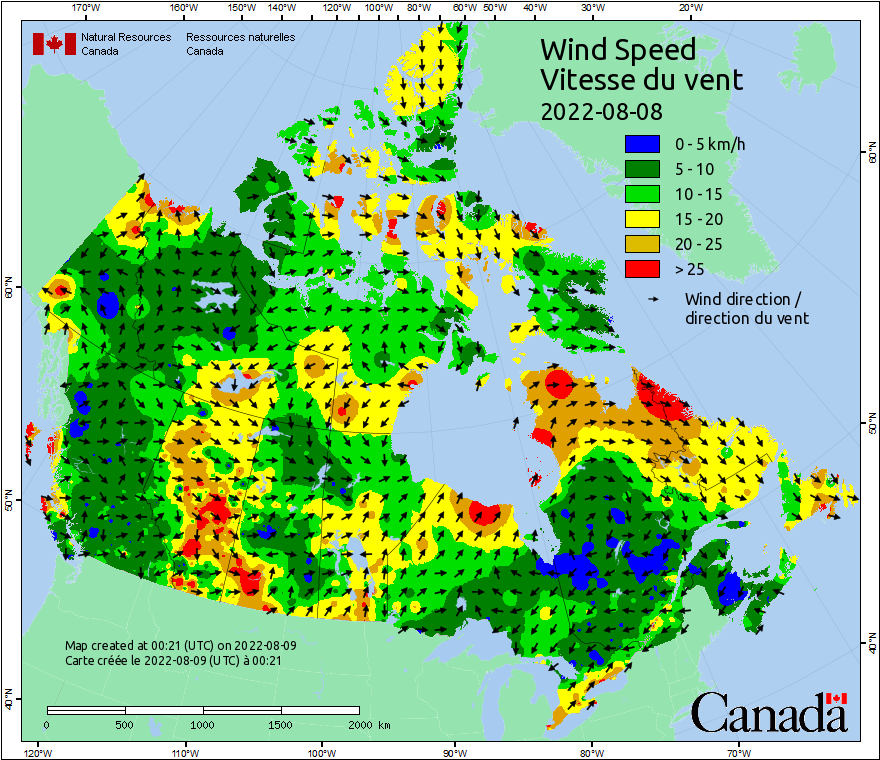 170°W 160°W 150°W 140°W 130°W 120°W 110°W 100°W 90°W 80°W 70°W 60°W 50°W 40°W 30°W 20°W
Natural Resources Canada
Ressources naturelles Canada
Wind Speed
Vitesse du vent
2022-08-08
0 - 5 km/h
5 - 10
10 - 15
15 - 20
20 - 25
> 25
Wind direction /
direction du vent
60°N
60°N
50°N
50°N
40°N
40°N
Map created at 00:21 (UTC) on 2022-08-09
Carte créée le 2022-08-09 (UTC) à 00:21
0 500 1000 1500 2000 km
Canada
120°W 110°W 100°W 90°W 80°W 70°W